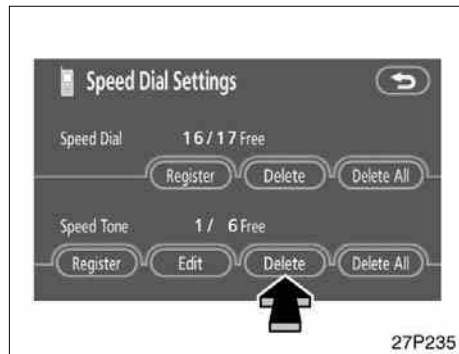 Speed Dial Settings
Speed Dial 16/17 Free
Register Delete Delete All
Speed Tone 1/ 6 Free
Register Edit Delete Delete All
27P235